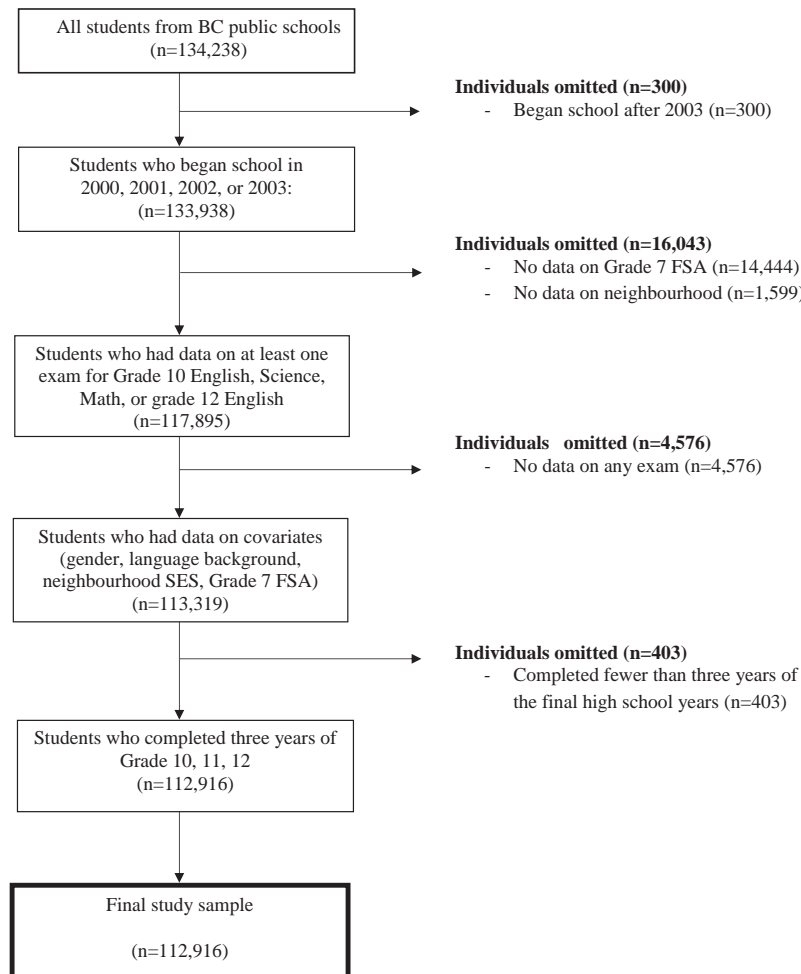 All students from BC public schools
(n=134,238)
Individuals omitted (n=300)
- Began school after 2003 (n=300)
Students who began school in
2000, 2001, 2002, or 2003:
(n=133,938)
Individuals omitted (n=16,043)
- No data on Grade 7 FSA (n=14,444)
- No data on neighbourhood (n=1,599)
Students who had data on at least one
exam for Grade 10 English, Science,
Math, or grade 12 English
(n=117,895)
Individuals omitted (n=4,576)
- No data on any exam (n=4,576)
Students who had data on covariates
(gender, language background,
neighbourhood SES, Grade 7 FSA)
(n=113,319)
Individuals omitted (n=403)
- Completed fewer than three years of
the final high school years (n=403)
Students who completed three years of
Grade 10, 11, 12
(n=112,916)
Final study sample
(n=112,916)